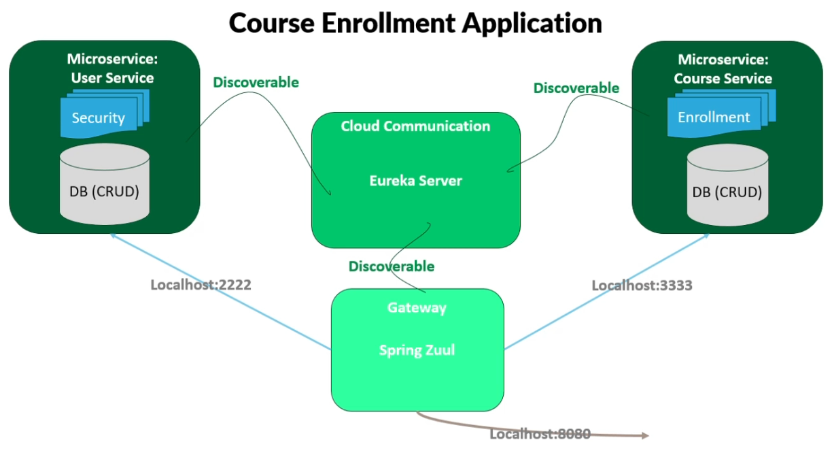 Course Enrollment Application
Microservice:
User Service
Security
DB (CRUD)
Discoverable
Cloud Communication
Eureka Server
Discoverable
Microservice:
Course Service
Enrollment
DB (CRUD)
Discoverable
Localhost:2222
Localhost:3333
Gateway
Spring Zuul
Localhost:8080